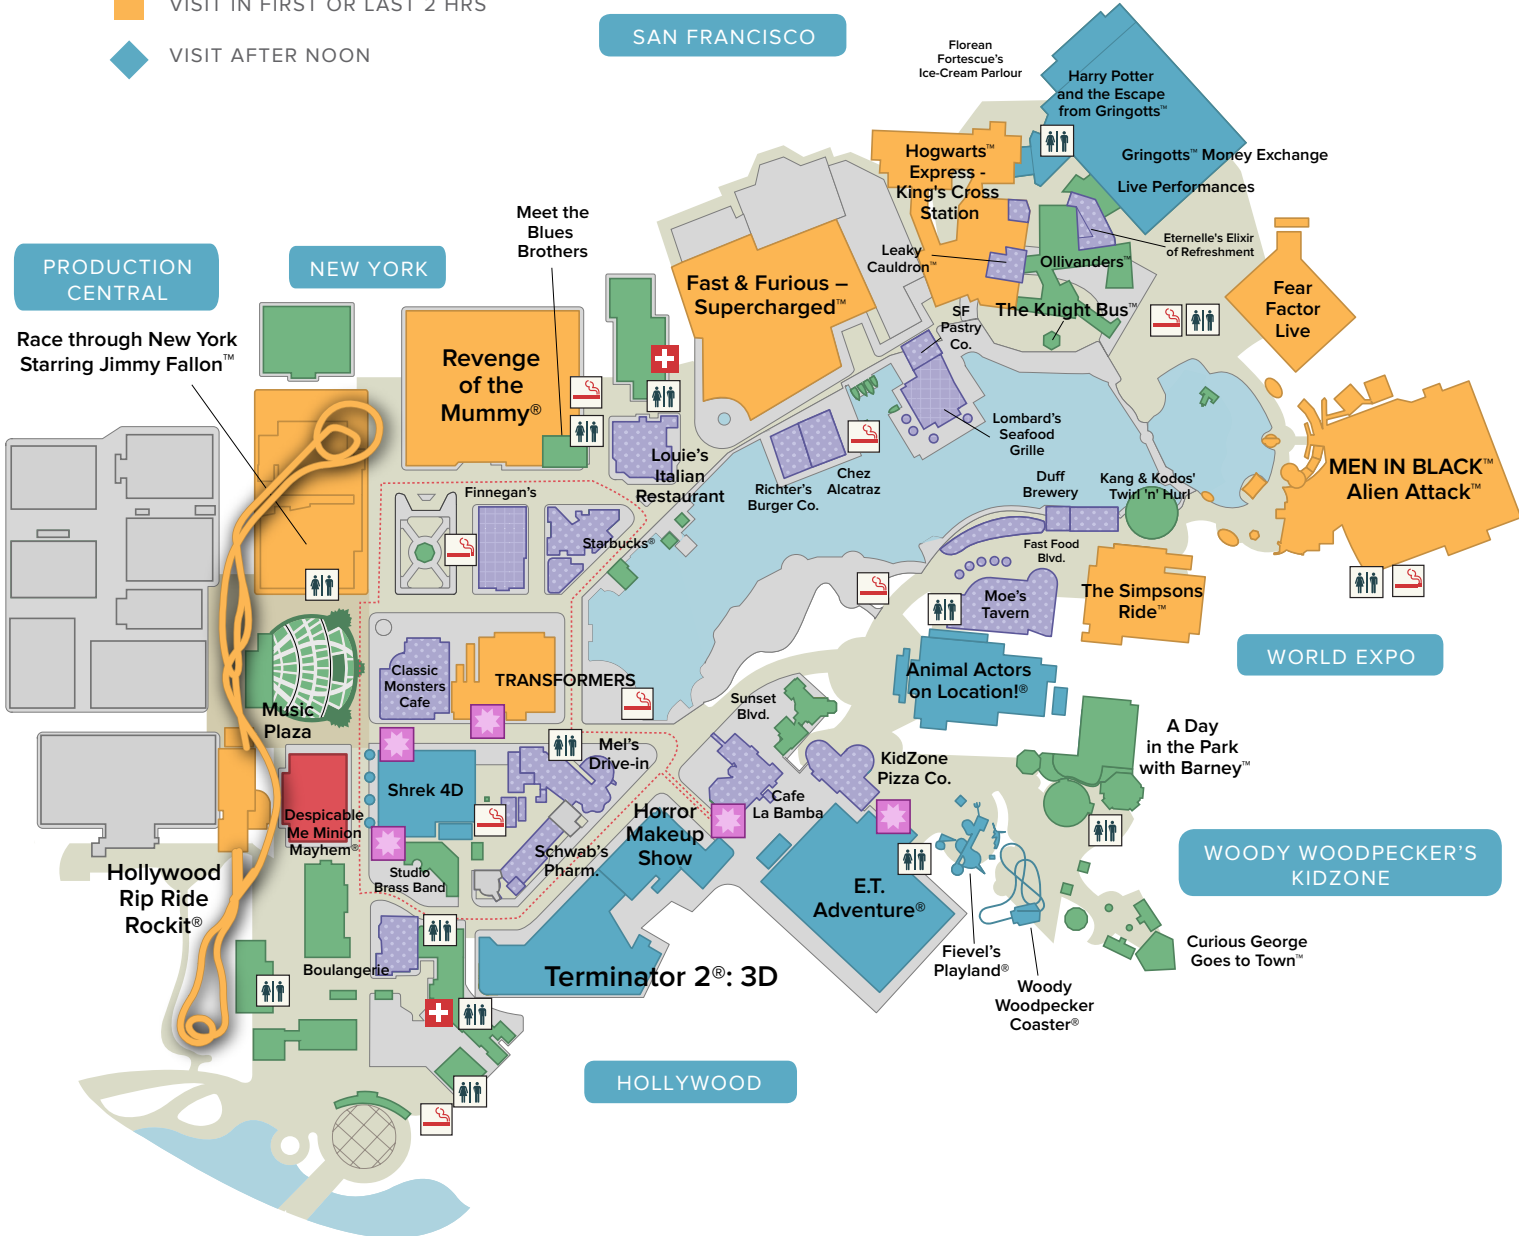 VISIT IN FIRST OR LAST 2 HRS
VISIT AFTER NOON
SAN FRANCISCO
Florean
Fortescue's
Ice-Cream Parlour
Harry Potter
and the Escape
from Gringotts™
Hogwarts™
Express -
King's Cross
Station
Gringotts™ Money Exchange
Live Performances
Meet the
Blues
Brothers
PRODUCTION
CENTRAL
NEW YORK
Leaky
Cauldron™
Eternelle's Elixir
of Refreshment
Ollivanders™
Fast & Furious –
Supercharged™
Fear
Factor
Live
The Knight Bus™
SF
Pastry
Co.
Race through New York
Starring Jimmy Fallon™
Revenge
of the
Mummy®
Lombard's
Seafood
Grille
Louie's
Italian
Restaurant
Richter's
Burger Co.
Chez
Alcatraz
Duff
Brewery
Kang & Kodos'
Twirl 'n' Hurl
MEN IN BLACK™
Alien Attack™
Finnegan's
Starbucks®
Fast Food
Blvd.
Moe's
Tavern
The Simpsons
Ride™
WORLD EXPO
Classic
Monsters
Cafe
TRANSFORMERS
Animal Actors
on Location!®
Sunset
Blvd.
Music
Plaza
A Day
in the Park
with Barney™
Mel's
Drive-in
KidZone
Pizza Co.
Shrek 4D
Cafe
La Bamba
Despicable
Me Minion
Mayhem®
Horror
Makeup
Show
Schwab's
Pharm.
WOODY WOODPECKER'S
KIDZONE
Studio
Brass Band
Hollywood
Rip Ride
Rockit®
E.T.
Adventure®
Fievel's
Playland®
Curious George
Goes to Town™
Boulangerie
Terminator 2®: 3D
Woody
Woodpecker
Coaster®
HOLLYWOOD